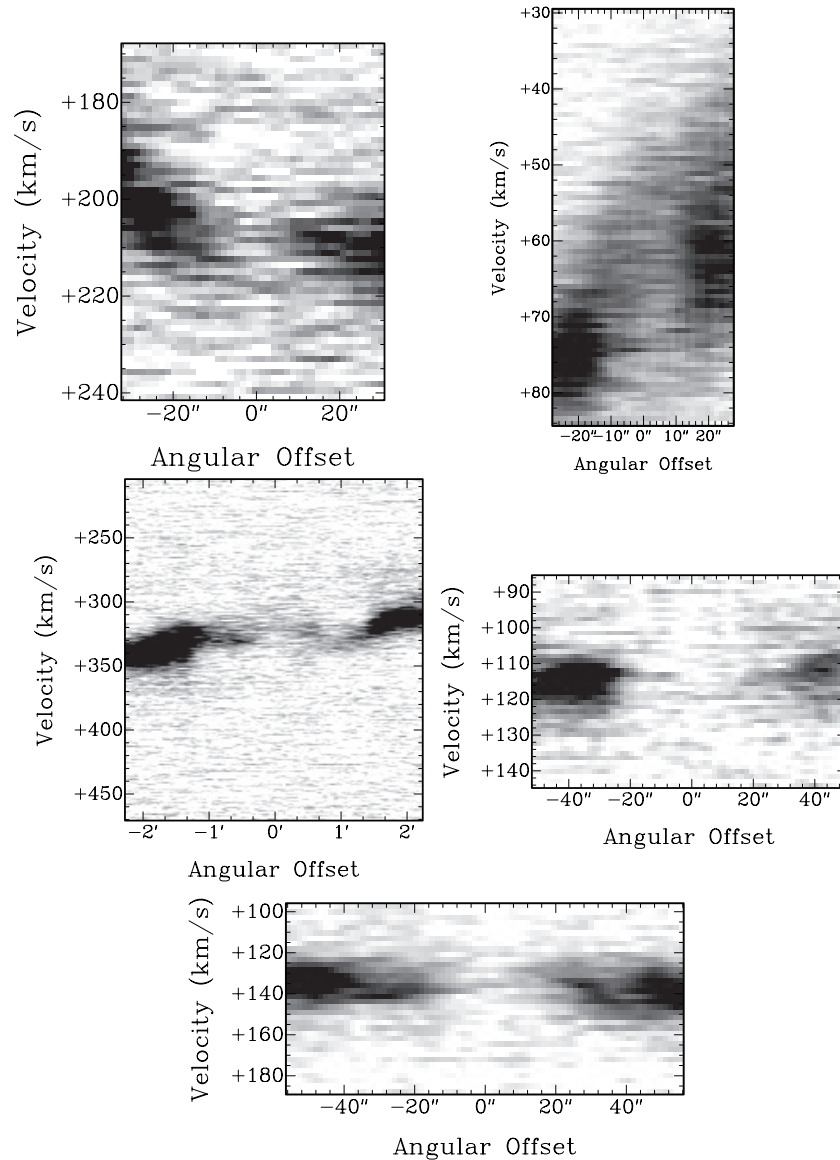 +180
+200
+220
+240
−20″ 0″ 20″
Velocity (km/s)
Angular Offset
+30
+40
+50
+60
+70
+80
−20″ −10″ 0″ 10″ 20″
Velocity (km/s)
Angular Offset
+250
+300
+350
+400
+450
−2′ −1′ 0′ 1′ 2′
Velocity (km/s)
Angular Offset
+90
+100
+110
+120
+130
+140
−40″ −20″ 0″ 20″ 40″
Velocity (km/s)
Angular Offset
+100
+120
+140
+160
+180
−40″ −20″ 0″ 20″ 40″
Velocity (km/s)
Angular Offset